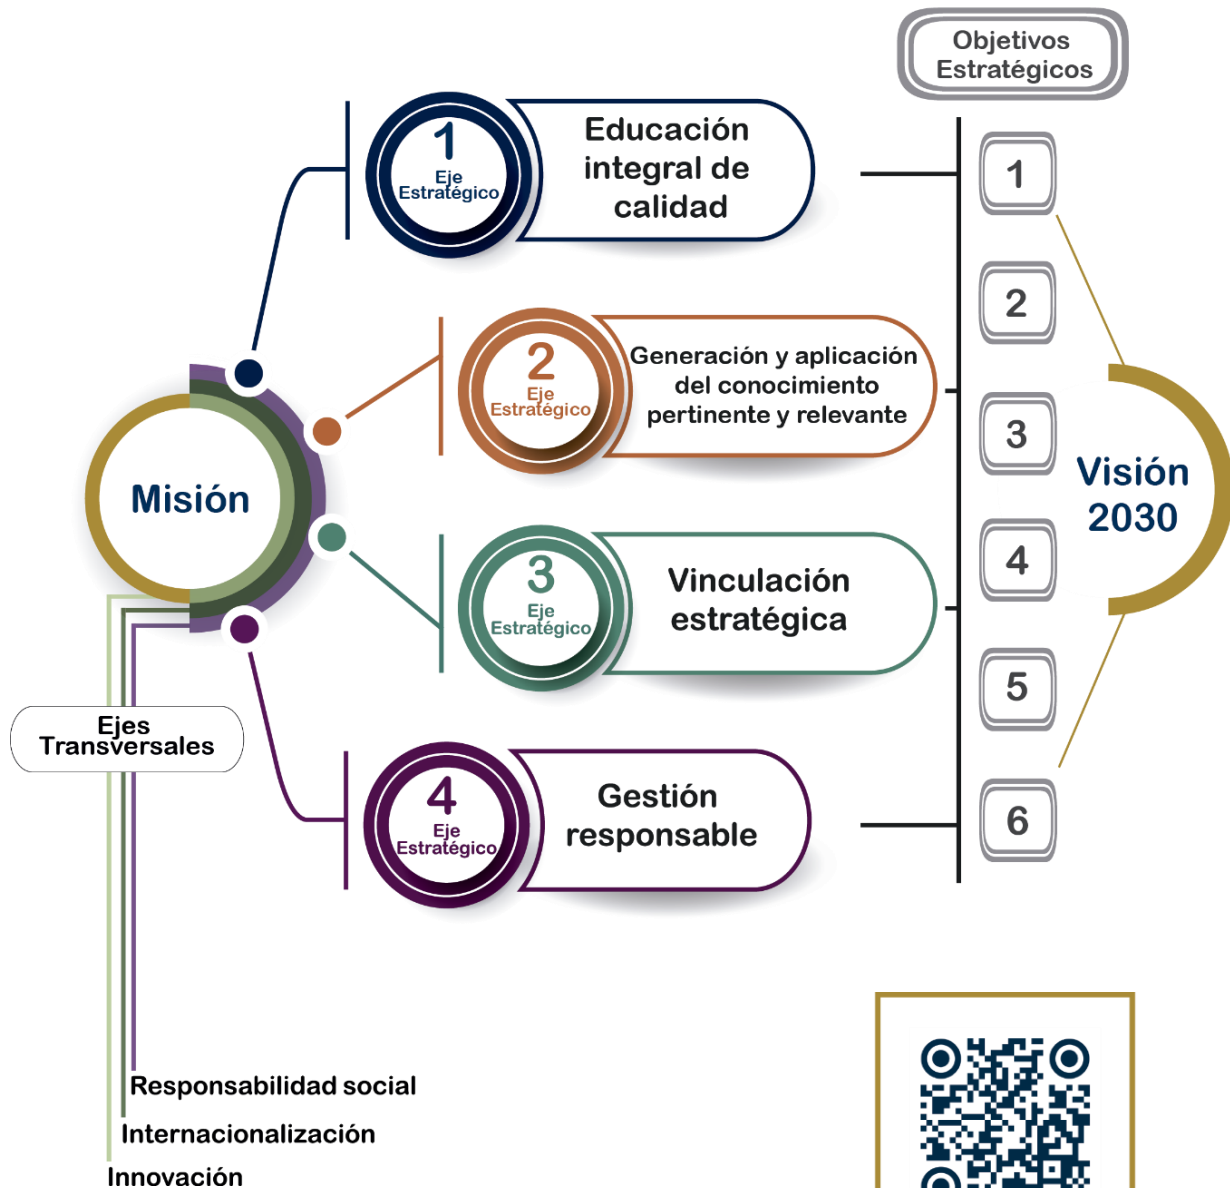 Objetivos
Estratégicos
1
Eje
Estratégico
Educación
integral de
calidad
2
Eje
Estratégico
Generación y aplicación
del conocimiento
pertinente y relevante
Misión
3
Eje
Estratégico
Vinculación
estratégica
4
Eje
Estratégico
Gestión
responsable
1
2
3
4
5
6
Visión
2030
Ejes
Transversales
Responsabilidad social
Internacionalización
Innovación